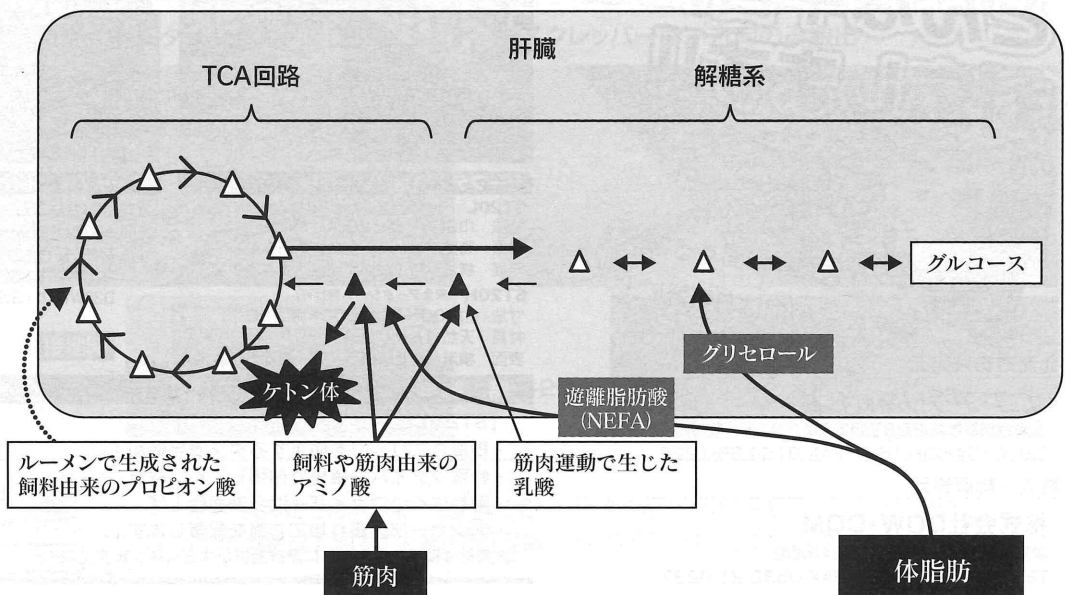 肝臓
TCA回路
解糖系
グルコース
グリセロール
ケトン体
遊離脂肪酸
(NEFA)
ルーメンで生成された
飼料由来のプロピオン酸
飼料や筋肉由来の
アミノ酸
筋肉運動で生じた
乳酸
筋肉
体脂肪